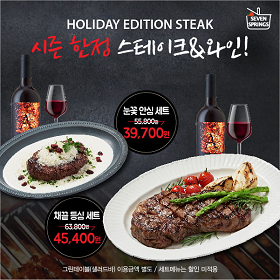 HOLIDAY EDITION STEAK
SEVEN
SPRINGS
시즌 한정 스테이크&와인!
눈꽃 안심 세트
55,800원
39,700원
채끝 등심 세트
63,800원
45,400원
그린테이블(샐러드바) 이용금액 별도 / 세트메뉴는 할인 미적용